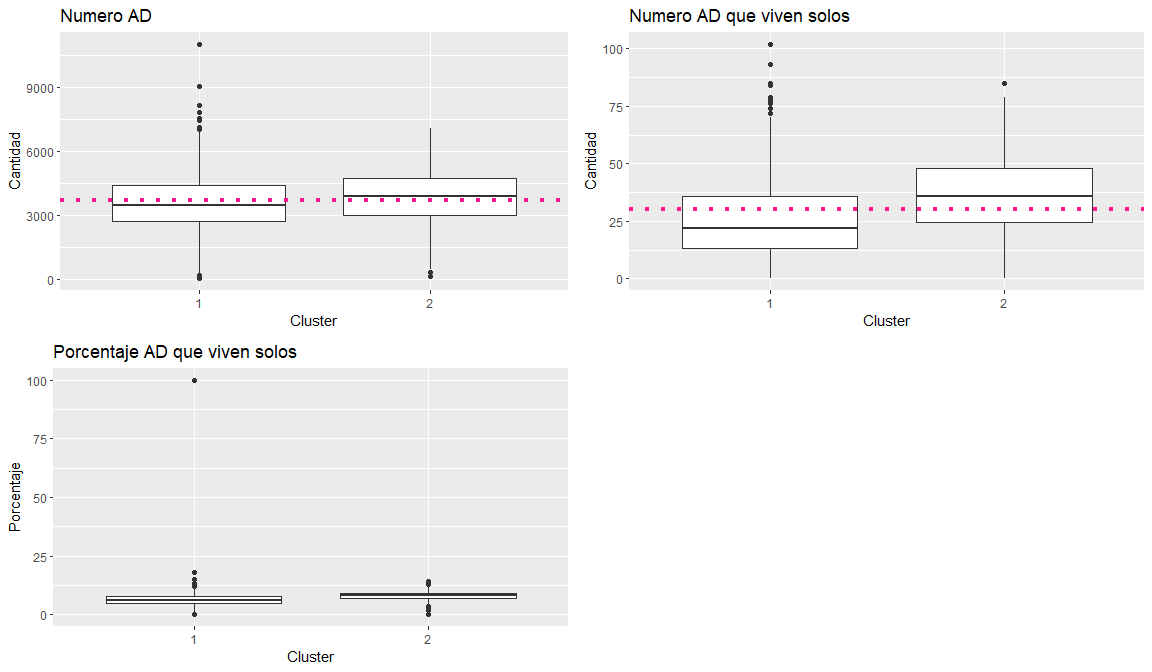 Numero AD
Cantidad
9000
6000
3000
0
1
2
Cluster
Numero AD que viven solos
Cantidad
100
75
50
25
0
1
2
Cluster
Porcentaje AD que viven solos
Porcentaje
100
75
50
25
0
1
2
Cluster